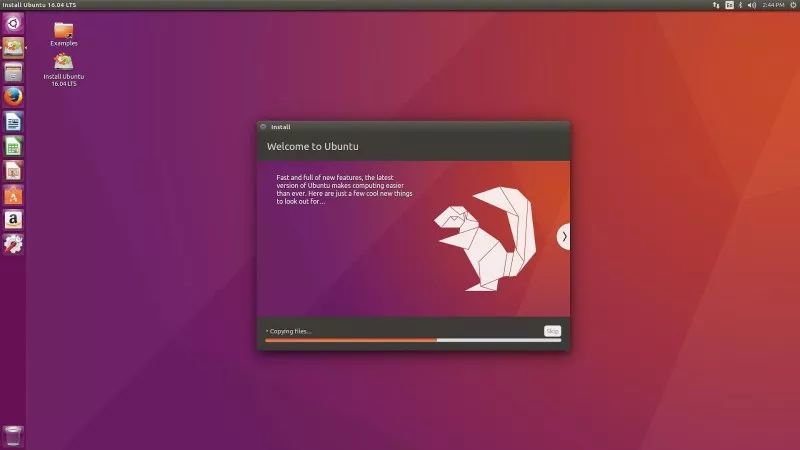 Install Ubuntu 16.04 LTS
En
2:44 PM
Examples
Install Ubuntu
16.04 LTS
Install
Welcome to Ubuntu
Fast and full of new features, the latest
version of Ubuntu makes computing easier
than ever. Here are just a few cool new things
to look out for...
Copying files...
Skip